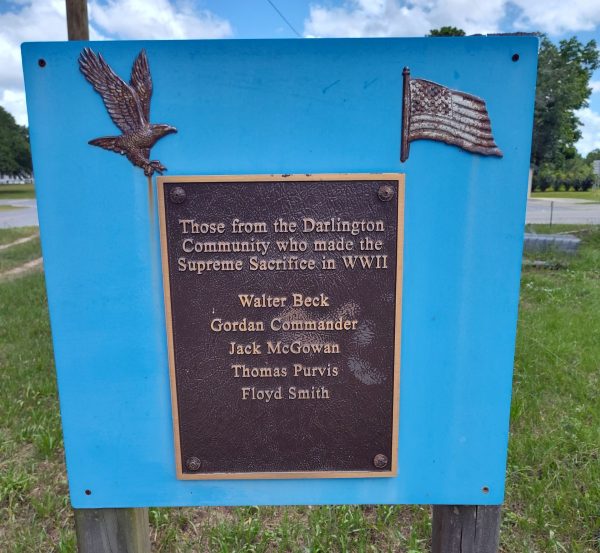 Those from the Darlington
Community who made the
Supreme Sacrifice in WWII
Walter Beck
Gordan Commander
Jack McGowan
Thomas Purvis
Floyd Smith